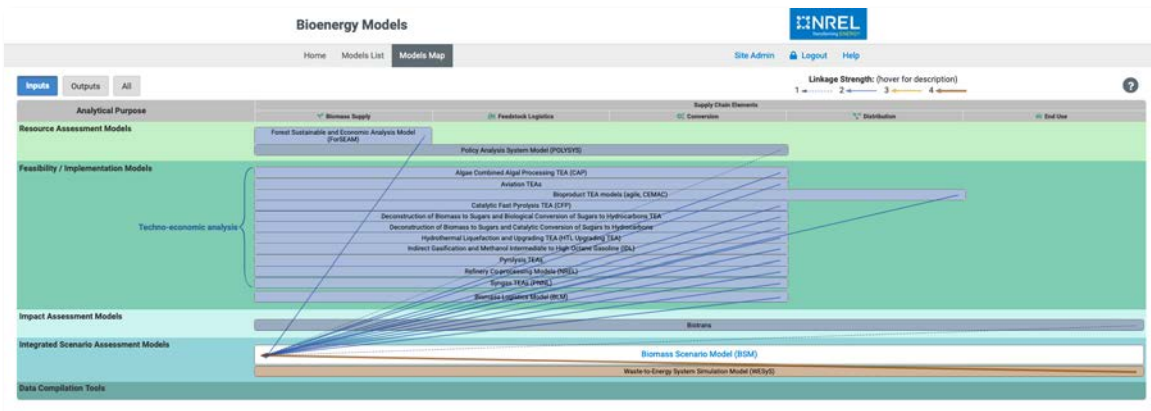 Bioenergy Models
NREL
Transforming ENERGY
Home Models List Models Map Site Admin Logout Help
Inputs Outputs All
Linkage Strength: (hover for description)
1 2 3 4
?
Analytical Purpose
Supply Chain Elements
Biomass Supply Feedstock Logistics Conversion Distribution End Use
Resource Assessment Models
Forest Sustainable and Economic Analysis Model
(ForSEAM)
Policy Analysis System Model (POLYSYS)
Feasibility / Implementation Models
Techno-economic analysis
Algae Combined Algal Processing TEA (CAP)
Aviation TEAs
Bioproduct TEA models (agile, CEMAC)
Catalytic Fast Pyrolysis TEA (CFP)
Deconstruction of Biomass to Sugars and Biological Conversion of Sugars to Hydrocarbons TEA
Deconstruction of Biomass to Sugars and Catalytic Conversion of Sugars to Hydrocarbons
Hydrothermal Liquefaction and Upgrading TEA (HTL Upgrading TEA)
Indirect Gasification and Methanol Intermediate to High Octane Gasoline (IDL)
Pyrolysis TEAs
Refinery Co-processing Models (NREL)
Syngas TEAs (PNNL)
Biomass Logistics Model (BLM)
Impact Assessment Models
Biotrans
Integrated Scenario Assessment Models
Biomass Scenario Model (BSM)
Waste-to-Energy System Simulation Model (WESyS)
Data Compilation Tools